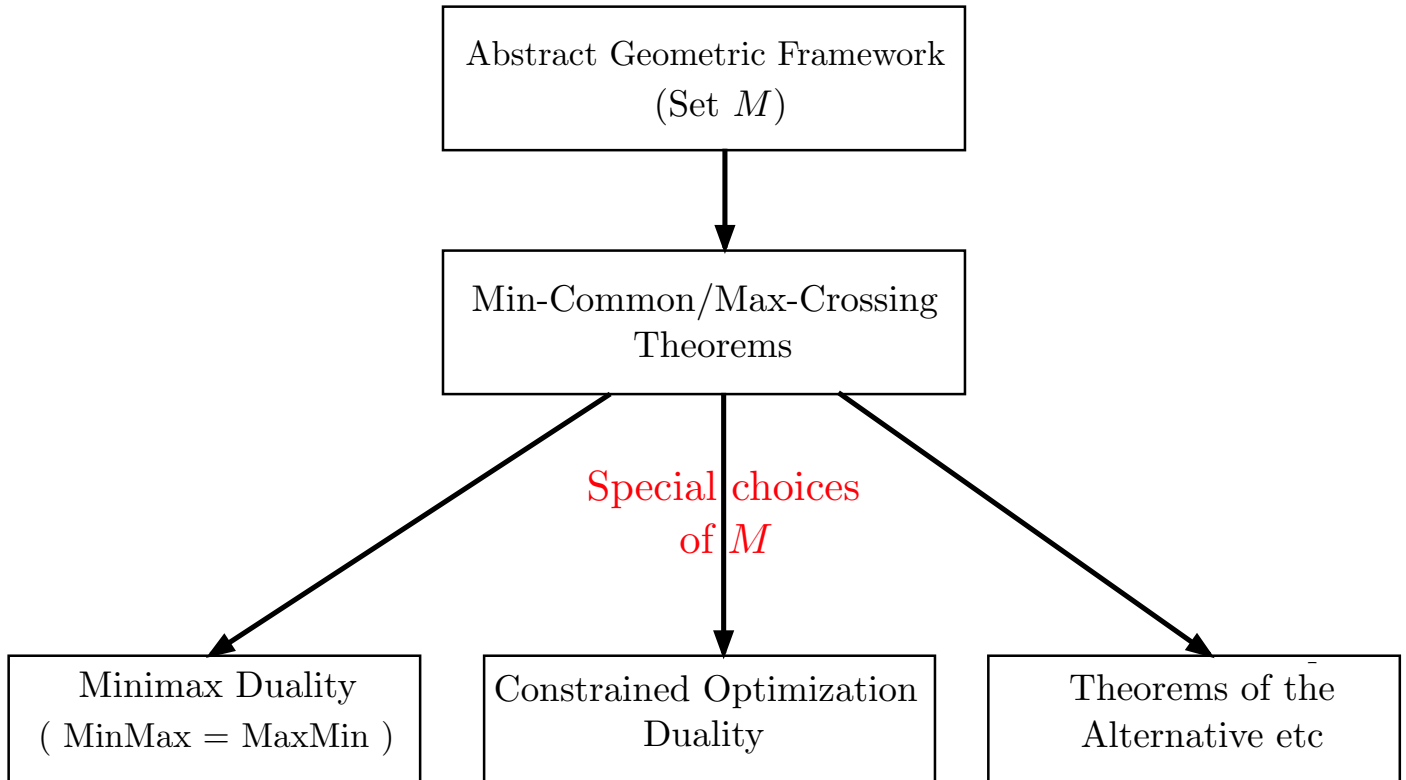 Abstract Geometric Framework
(Set M)
Min-Common/Max-Crossing
Theorems
Special choices
of M
Minimax Duality
( MinMax = MaxMin )
Constrained Optimization
Duality
Theorems of the
Alternative etc